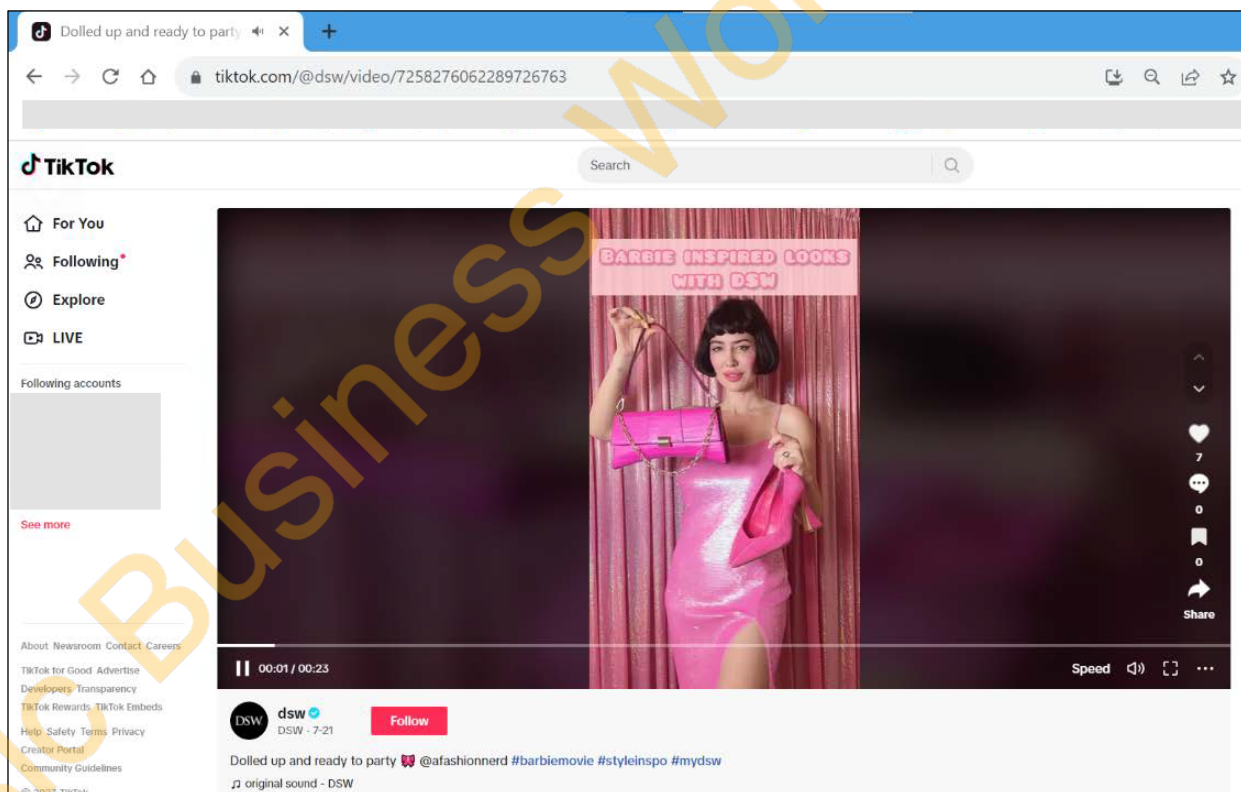 Dolled up and ready to party
tiktok.com/@dsw/video/7258276062289726763
TikTok
Search
For You
Following
Explore
LIVE
Following accounts
See more
About Newsroom Contact Careers
TikTok for Good Advertise
Developers Transparency
TikTok Rewards TikTok Embeds
Help Safety Terms Privacy
Creator Portal
Community Guidelines
© 2023 TikTok
BARBIE INSPIRED LOOKS
WITH DSW
7
0
0
Share
00:01 / 00:23
Speed
DSW
dsw
DSW · 7-21
Follow
Dolled up and ready to party 🎀 @afashionnerd #barbiemovie #styleinspo #mydsw
♫ original sound - DSW
Business